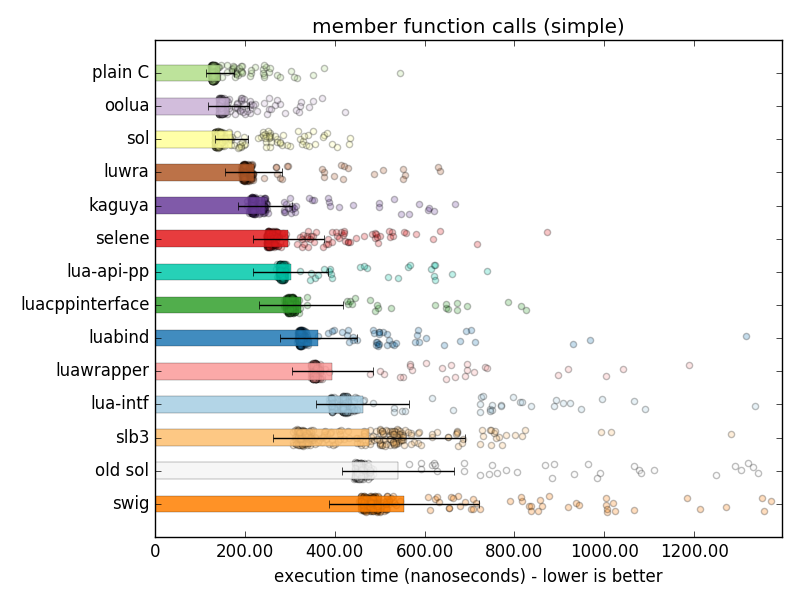 member function calls (simple)
plain C
oolua
sol
luwra
kaguya
selene
lua-api-pp
luacppinterface
luabind
luawrapper
lua-intf
slb3
old sol
swig
0 200.00 400.00 600.00 800.00 1000.00 1200.00
execution time (nanoseconds) - lower is better